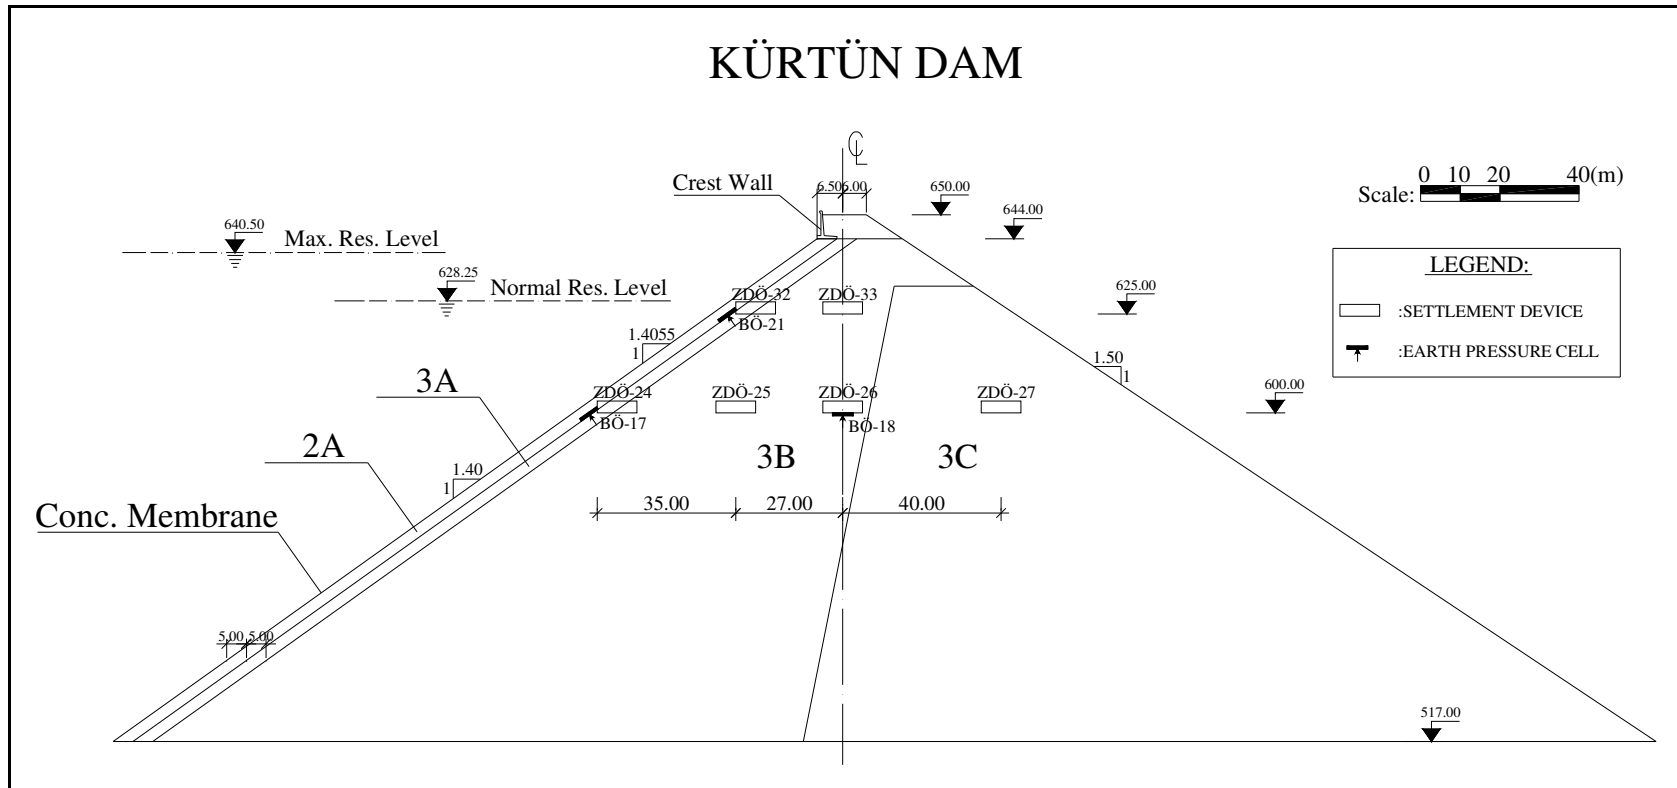 KÜRTÜN DAM
CL
Crest Wall
6.50
6.00
650.00
644.00
0 10 20 40(m)
Scale:
640.50
Max. Res. Level
628.25
Normal Res. Level
LEGEND:
:SETTLEMENT DEVICE
:EARTH PRESSURE CELL
ZDÖ-32
ZDÖ-33
BÖ-21
625.00
1.4055
1
1.50
1
3A
ZDÖ-24
ZDÖ-25
ZDÖ-26
ZDÖ-27
BÖ-17
BÖ-18
600.00
2A
1.40
1
3B
3C
35.00
27.00
40.00
Conc. Membrane
5.00
5.00
517.00